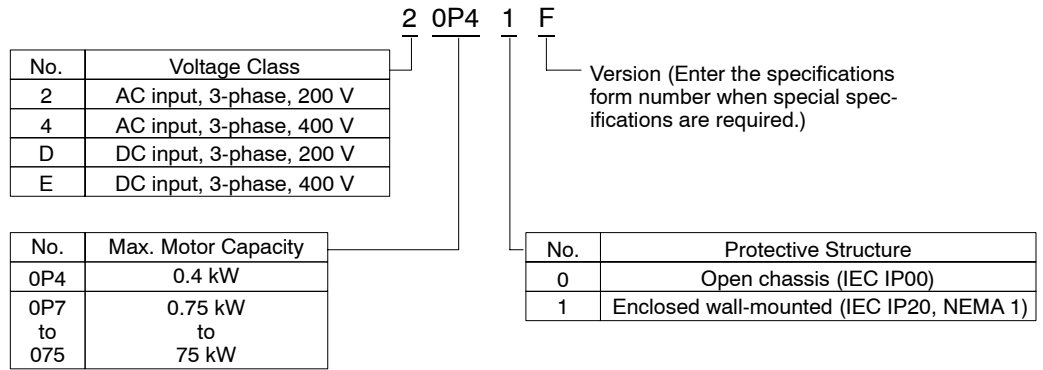 2 0P4 1 F
No. Voltage Class
2 AC input, 3-phase, 200 V
4 AC input, 3-phase, 400 V
D DC input, 3-phase, 200 V
E DC input, 3-phase, 400 V
Version (Enter the specifications
form number when special spec-
ifications are required.)
No. Max. Motor Capacity
0P4 0.4 kW
0P7 0.75 kW
to to
075 75 kW
No. Protective Structure
0 Open chassis (IEC IP00)
1 Enclosed wall-mounted (IEC IP20, NEMA 1)